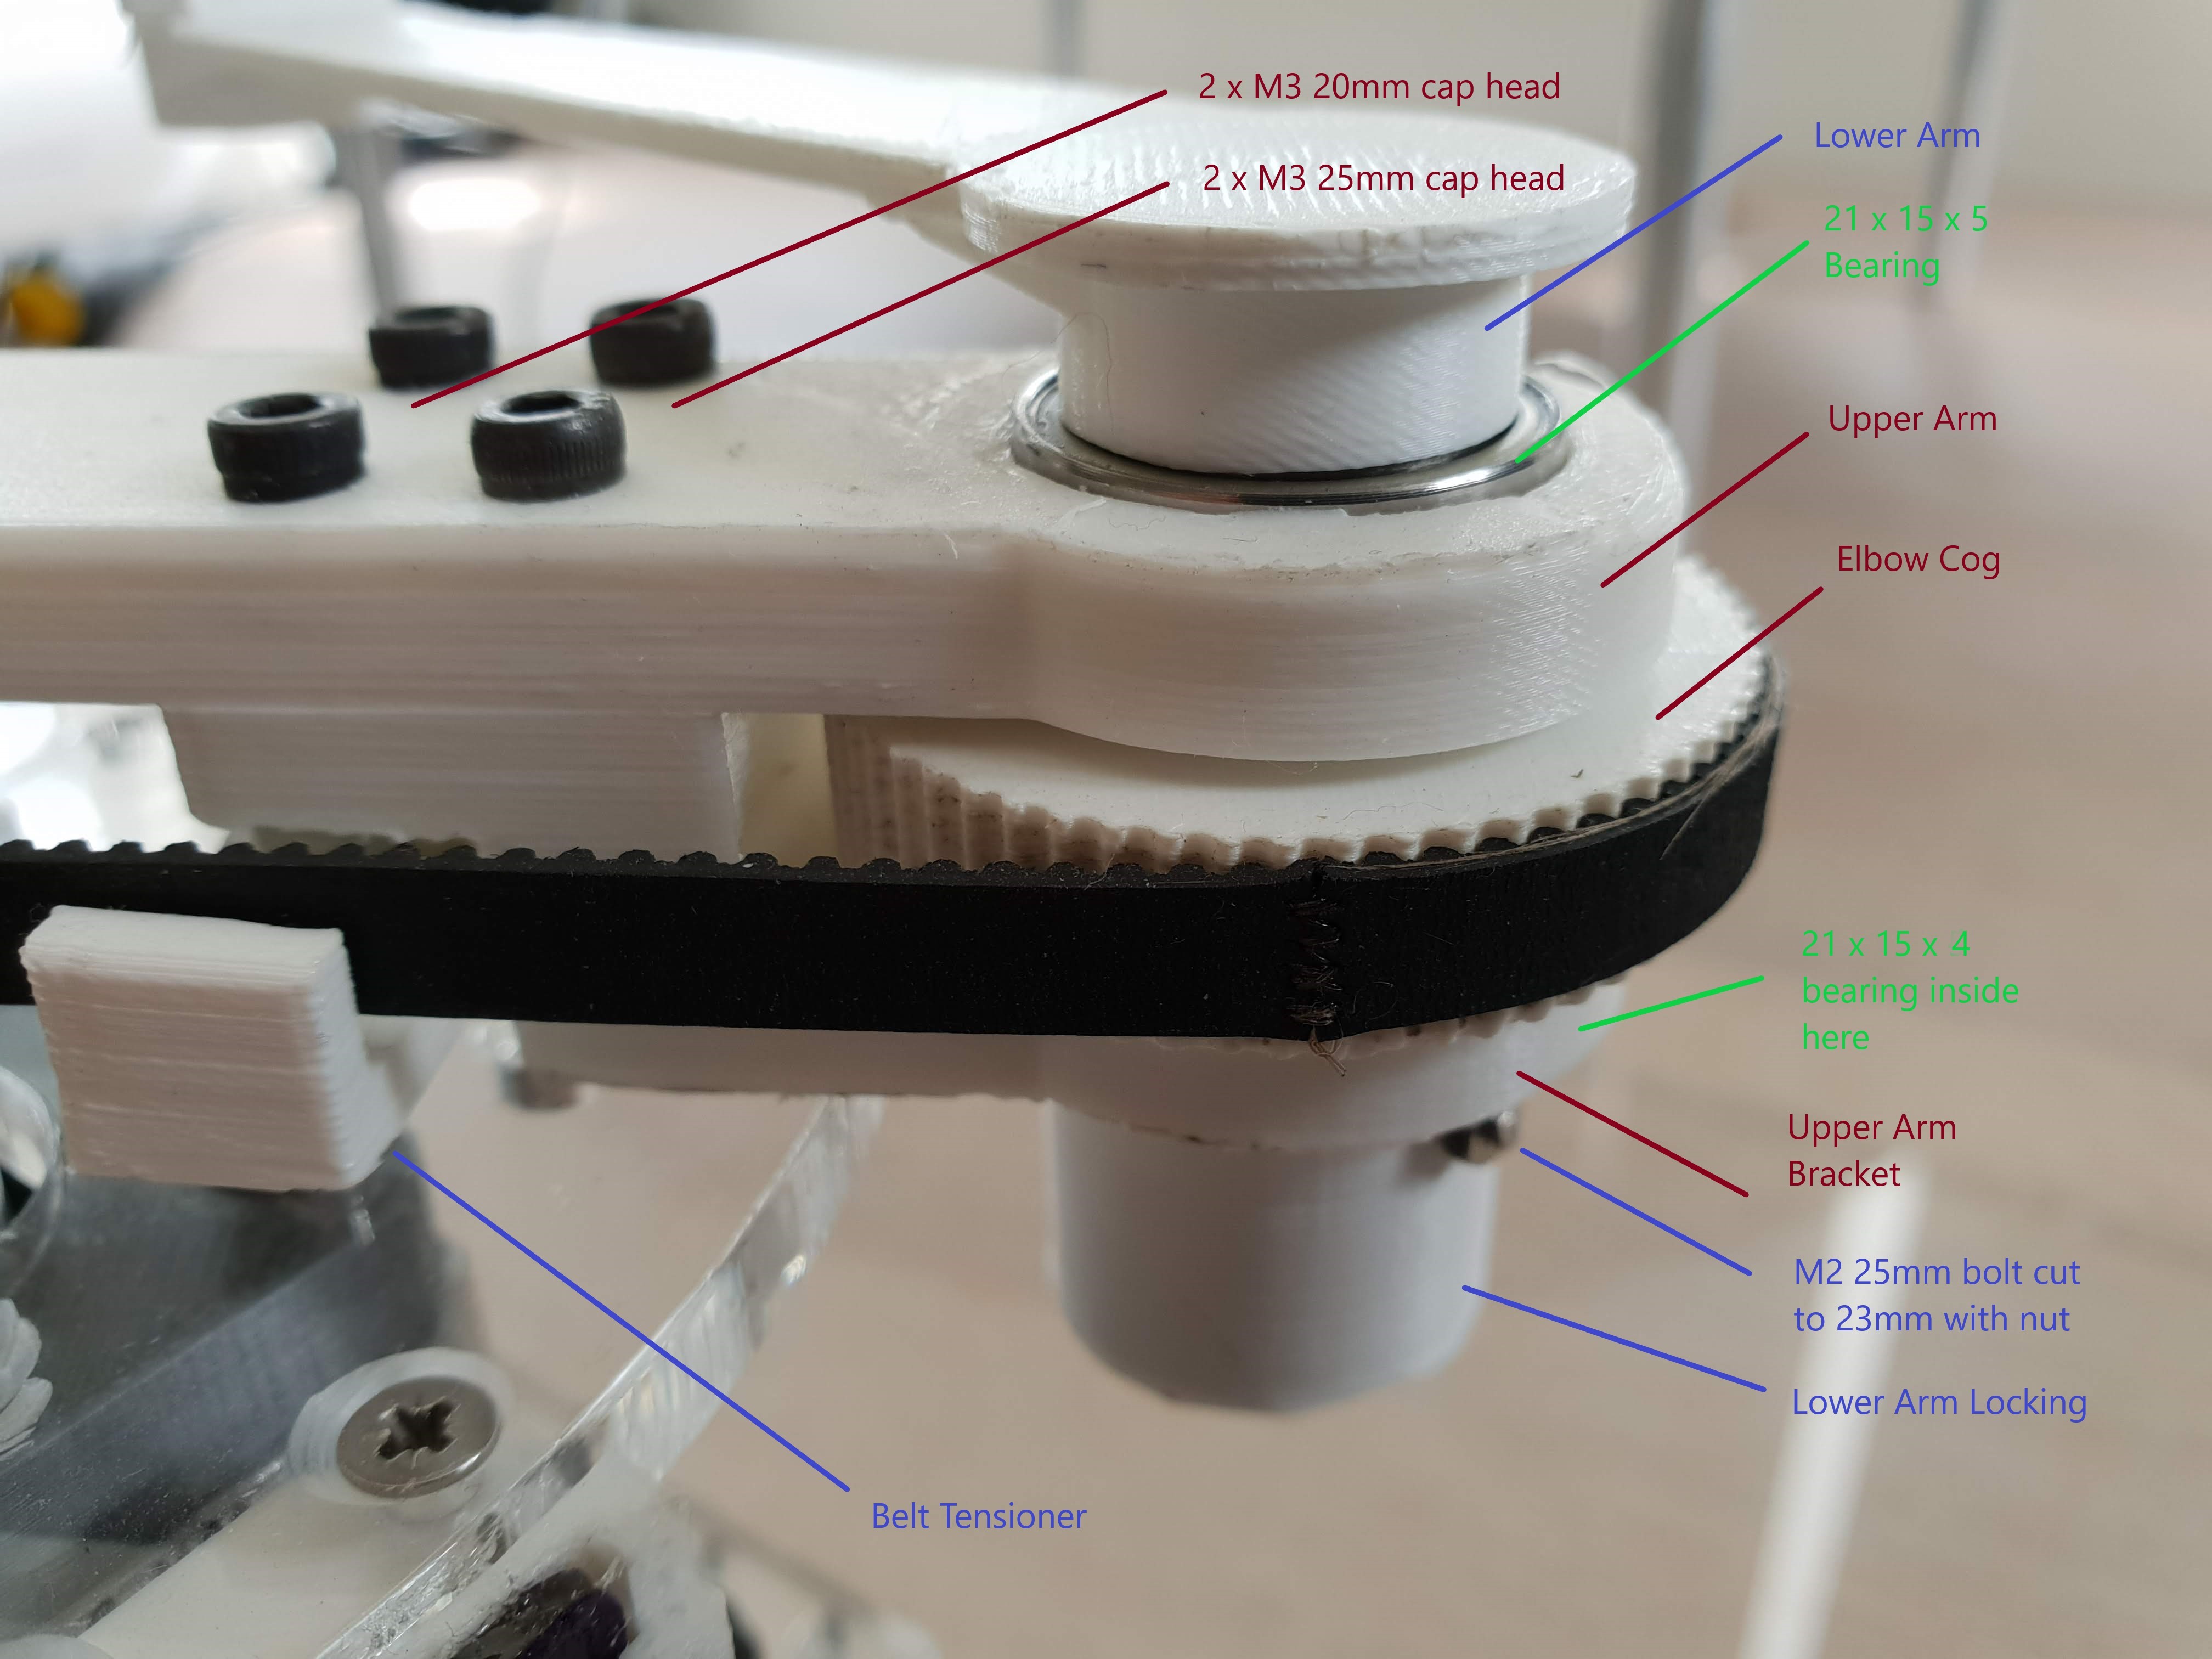 2 x M3 20mm cap head
2 x M3 25mm cap head
Lower Arm
21 x 15 x 5
Bearing
Upper Arm
Elbow Cog
21 x 15 x 4
bearing inside
here
Upper Arm
Bracket
M2 25mm bolt cut
to 23mm with nut
Lower Arm Locking
Belt Tensioner